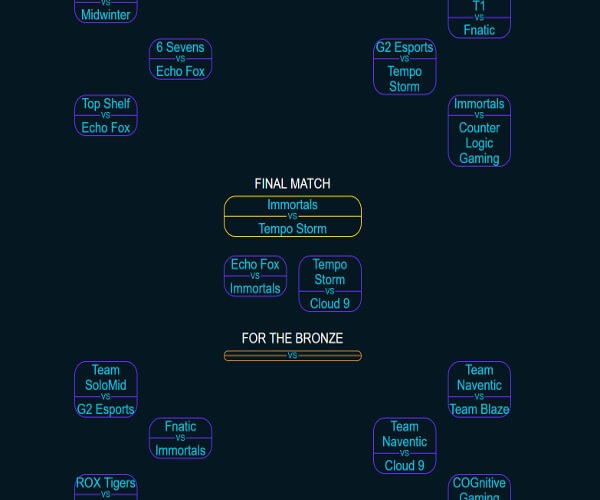 vs
Midwinter
T1
vs
Fnatic
6 Sevens
vs
Echo Fox
G2 Esports
vs
Tempo
Storm
Top Shelf
vs
Echo Fox
Immortals
vs
Counter
Logic
Gaming
FINAL MATCH
Immortals
vs
Tempo Storm
Echo Fox
vs
Immortals
Tempo
Storm
vs
Cloud 9
FOR THE BRONZE
vs
Team
SoloMid
vs
G2 Esports
Team
Naventic
vs
Team Blaze
Fnatic
vs
Immortals
Team
Naventic
vs
Cloud 9
ROX Tigers
vs
COGnitive
Gaming